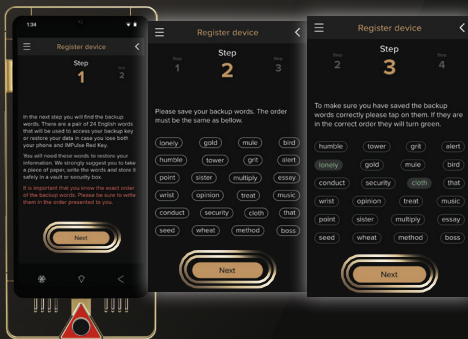 1:34
Register device
Step
1
Step
2
In the next step you will find the backup
words. There are a pair of 24 English words
that will be used to access your backup key
or restore your data in case you lose both
your phone and IMPulse Red Key.
You will need these words to restore your
information. We strongly suggest you to take
a piece of paper, write the words and store it
safely in a vault or security box.
It is important that you know the exact order
of the backup words. Please be sure to write
them in the order presented to you.
Next
Register device
Step
1
Step
2
Step
3
Please save your backup words. The order
must be the same as bellow.
lonely gold mule bird
humble tower grit alert
point sister multiply essay
wrist opinion treat music
conduct security cloth that
seed wheat method boss
Next
Register device
Step
2
Step
3
Step
4
To make sure you have saved the backup
words correctly please tap on them. If they are
in the correct order they will turn green.
humble tower grit alert
lonely gold mule bird
conduct security cloth that
wrist opinion treat music
point sister multiply essay
seed wheat method boss
Next